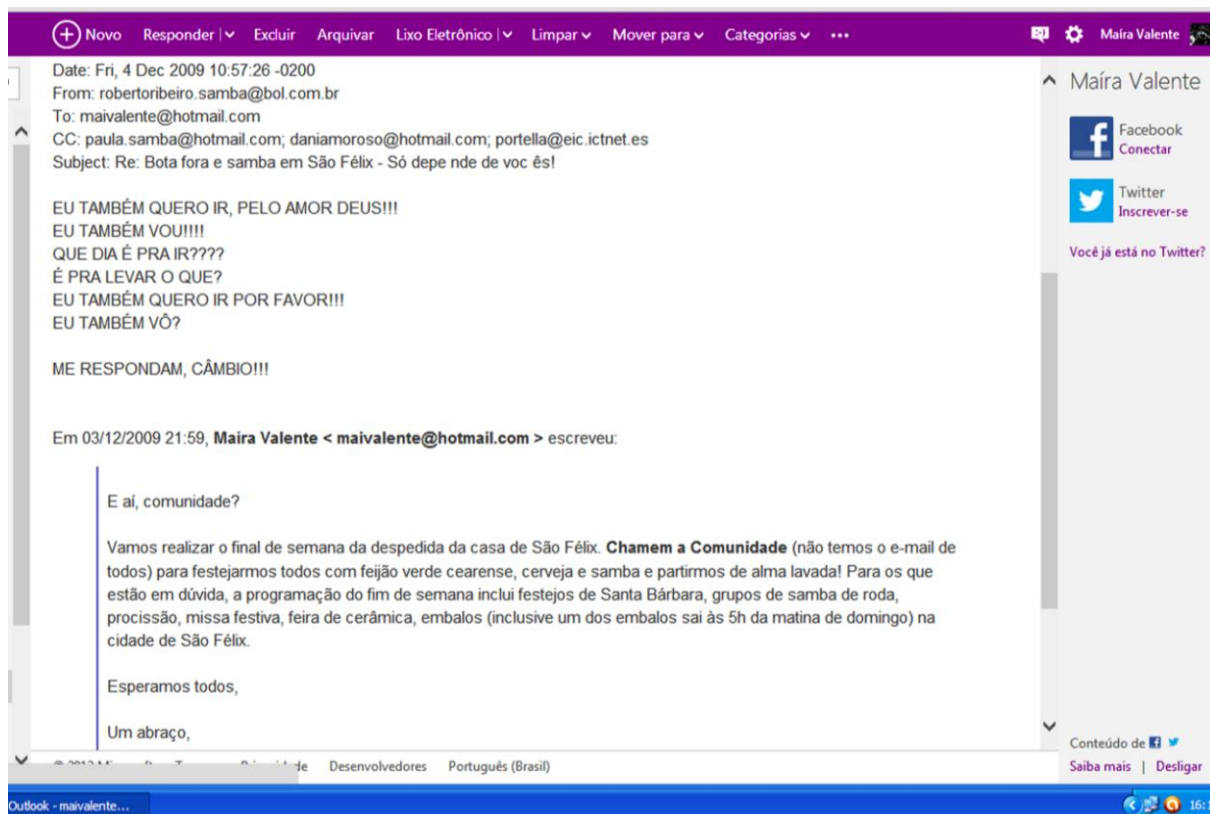 Novo Responder Excluir Arquivar Lixo Eletrônico Limpar Mover para Categorias ••• Maíra Valente
Date: Fri, 4 Dec 2009 10:57:26 -0200
From: robertoribeiro.samba@bol.com.br
To: maivalente@hotmail.com
CC: paula.samba@hotmail.com; daniamoroso@hotmail.com; portella@eic.ictnet.es
Subject: Re: Bota fora e samba em São Félix - Só depe nde de voc ês!
EU TAMBÉM QUERO IR, PELO AMOR DEUS!!!
EU TAMBÉM VOU!!!!
QUE DIA É PRA IR????
É PRA LEVAR O QUE?
EU TAMBÉM QUERO IR POR FAVOR!!!
EU TAMBÉM VÔ?
ME RESPONDAM, CÂMBIO!!!
Em 03/12/2009 21:59, Maira Valente < maivalente@hotmail.com > escreveu:
E aí, comunidade?
Vamos realizar o final de semana da despedida da casa de São Félix. Chamem a Comunidade (não temos o e-mail de
todos) para festejarmos todos com feijão verde cearense, cerveja e samba e partirmos de alma lavada! Para os que
estão em dúvida, a programação do fim de semana inclui festejos de Santa Bárbara, grupos de samba de roda,
procissão, missa festiva, feira de cerâmica, embalos (inclusive um dos embalos sai às 5h da matina de domingo) na
cidade de São Félix.
Esperamos todos,
Um abraço,
Maíra Valente
Facebook
Conectar
Twitter
Inscrever-se
Você já está no Twitter?
Conteúdo de
Saiba mais | Desligar
Desenvolvedores Português (Brasil)
Outlook - maivalente...